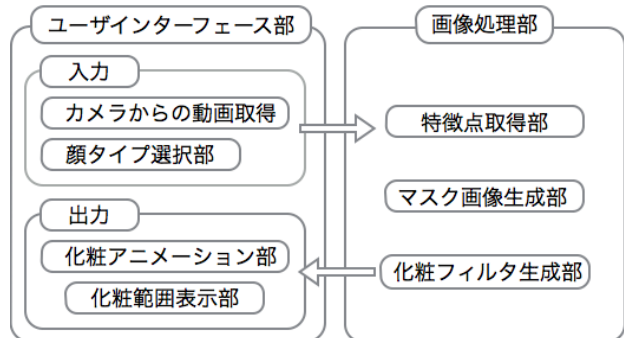 ユーザインターフェース部
入力
カメラからの動画取得
顔タイプ選択部
出力
化粧アニメーション部
化粧範囲表示部
画像処理部
特徴点取得部
マスク画像生成部
化粧フィルタ生成部